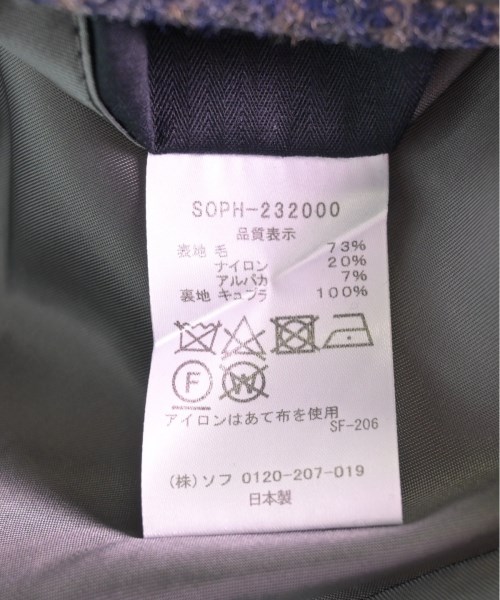 SOPH-232000
品質表示
表地 毛 73%
ナイロン 20%
アルパカ 7%
裏地 キュプラ 100%
F W
アイロンはあて布を使用
SF-206
(株)ソフ 0120-207-019
日本製